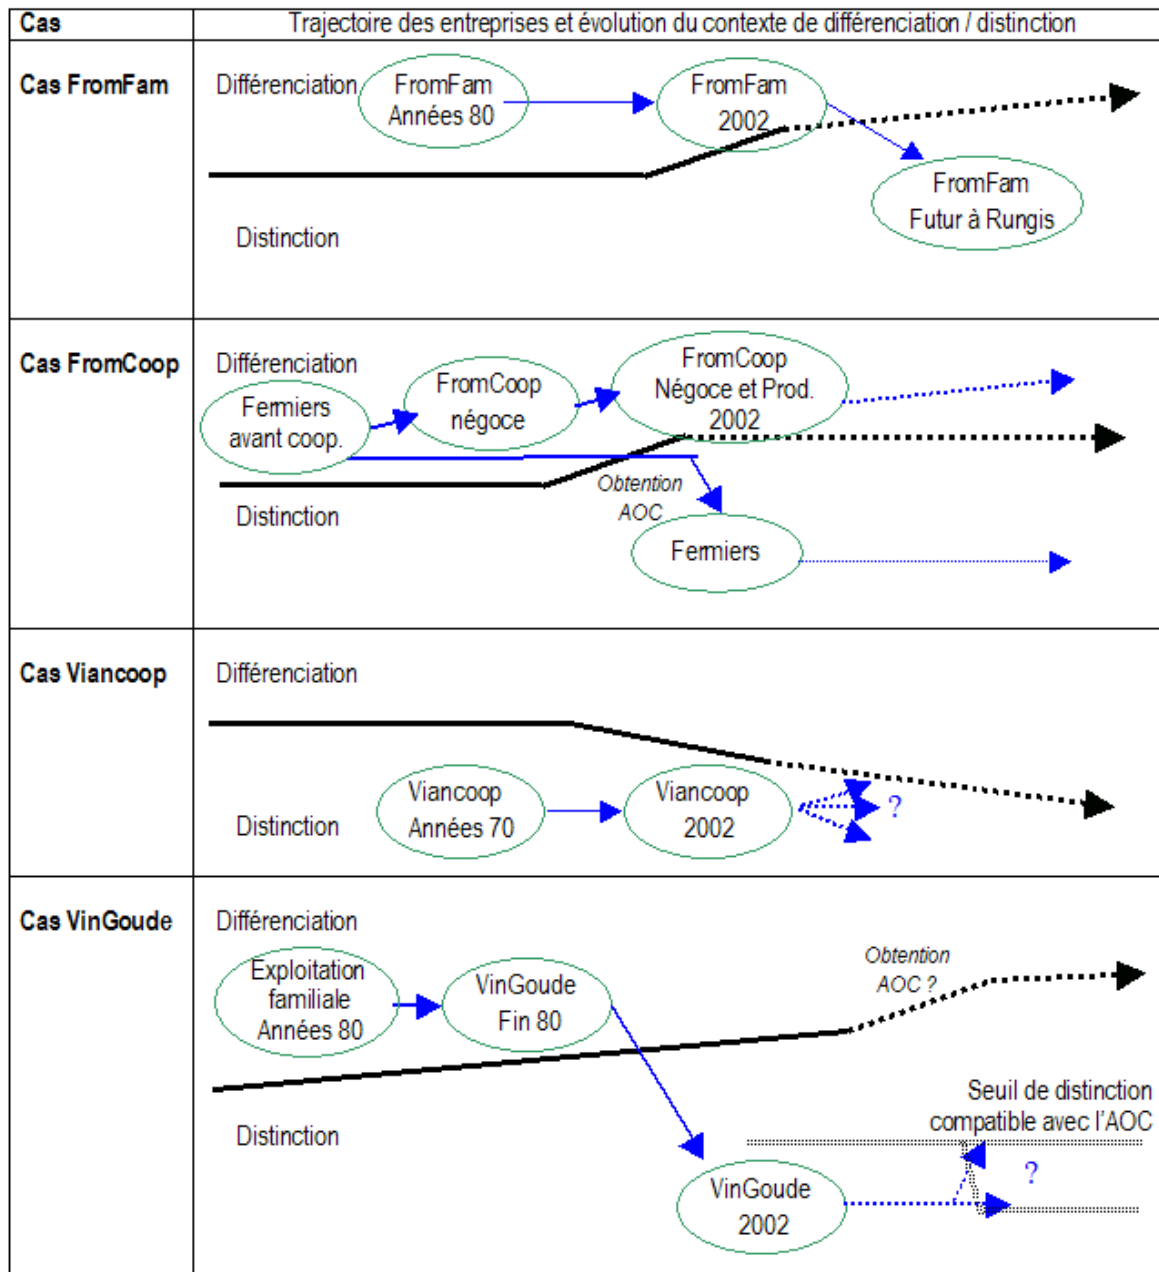 Cas
Trajectoire des entreprises et évolution du contexte de différenciation / distinction
Cas FromFam
Différenciation
FromFam
Années 80
FromFam
2002
FromFam
Futur à Rungis
Distinction
Cas FromCoop
Différenciation
Fermiers
avant coop.
FromCoop
négoce
FromCoop
Négoce et Prod.
2002
Obtention
AOC
Distinction
Fermiers
Cas Viancoop
Différenciation
Viancoop
Années 70
Viancoop
2002
?
Distinction
Cas VinGoude
Différenciation
Exploitation
familiale
Années 80
VinGoude
Fin 80
Obtention
AOC ?
Distinction
Seuil de distinction
compatible avec l'AOC
?
VinGoude
2002